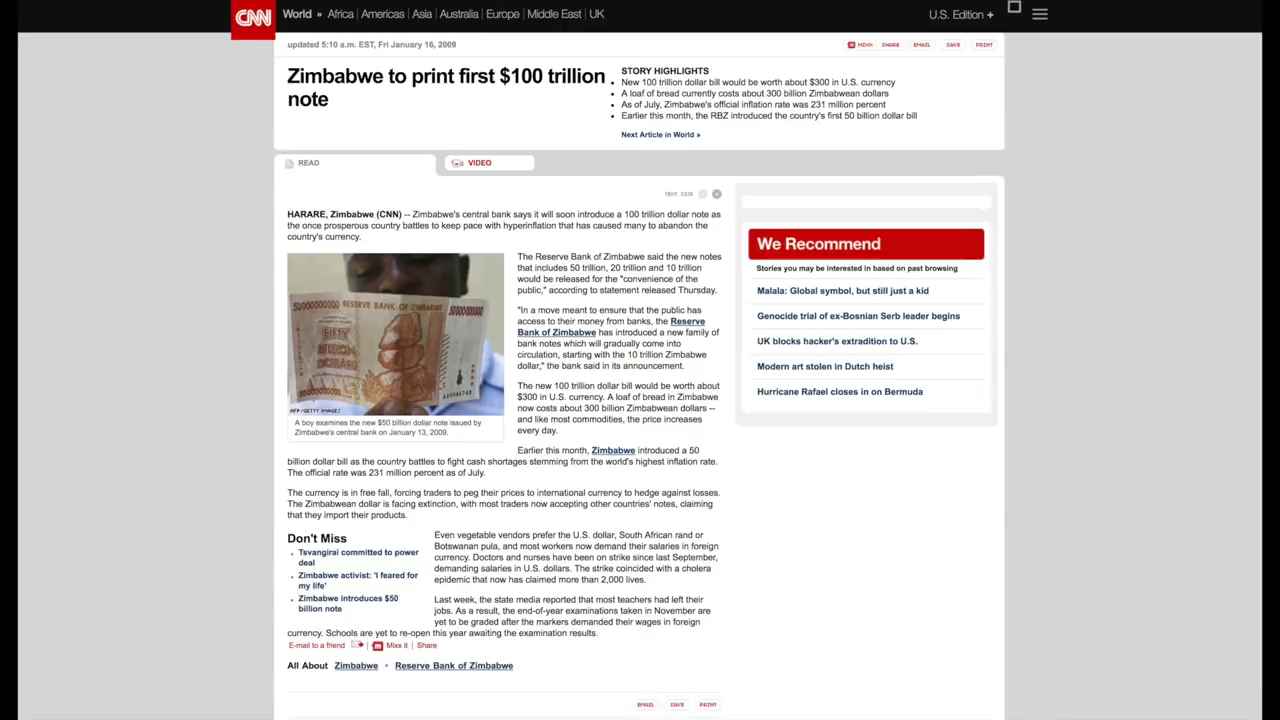 CNN
World » Africa | Americas | Asia | Australia | Europe | Middle East | UK
U.S. Edition +
updated 5:10 a.m. EST, Fri January 16, 2009
MIXX SHARE EMAIL SAVE PRINT
Zimbabwe to print first $100 trillion
note
STORY HIGHLIGHTS
• New 100 trillion dollar bill would be worth about $300 in U.S. currency
• A loaf of bread currently costs about 300 billion Zimbabwean dollars
• As of July, Zimbabwe's official inflation rate was 231 million percent
• Earlier this month, the RBZ introduced the country's first 50 billion dollar bill
Next Article in World »
READ
VIDEO
TEXT SIZE
HARARE, Zimbabwe (CNN) -- Zimbabwe's central bank says it will soon introduce a 100 trillion dollar note as
the once prosperous country battles to keep pace with hyperinflation that has caused many to abandon the
country's currency.
RESERVE BANK OF ZIMBABWE
FIFTY
BILLION
DOLLARS
AFP/GETTY IMAGES
A boy examines the new $50 billion dollar note issued by
Zimbabwe's central bank on January 13, 2009.
The Reserve Bank of Zimbabwe said the new notes
that includes 50 trillion, 20 trillion and 10 trillion
would be released for the "convenience of the
public," according to statement released Thursday.
"In a move meant to ensure that the public has
access to their money from banks, the Reserve
Bank of Zimbabwe has introduced a new family of
bank notes which will gradually come into
circulation, starting with the 10 trillion Zimbabwe
dollar," the bank said in its announcement.
The new 100 trillion dollar bill would be worth about
$300 in U.S. currency. A loaf of bread in Zimbabwe
now costs about 300 billion Zimbabwean dollars --
and like most commodities, the price increases
every day.
Earlier this month, Zimbabwe introduced a 50
billion dollar bill as the country battles to fight cash shortages stemming from the world's highest inflation rate.
The official rate was 231 million percent as of July.
The currency is in free fall, forcing traders to peg their prices to international currency to hedge against losses.
The Zimbabwean dollar is facing extinction, with most traders now accepting other countries' notes, claiming
that they import their products.
Don't Miss
• Tsvangirai committed to power
deal
• Zimbabwe activist: 'I feared for
my life'
• Zimbabwe introduces $50
billion note
Even vegetable vendors prefer the U.S. dollar, South African rand or
Botswanan pula, and most workers now demand their salaries in foreign
currency. Doctors and nurses have been on strike since last September,
demanding salaries in U.S. dollars. The strike coincided with a cholera
epidemic that now has claimed more than 2,000 lives.
Last week, the state media reported that most teachers had left their
jobs. As a result, the end-of-year examinations taken in November are
yet to be graded after the markers demanded their wages in foreign
currency. Schools are yet to re-open this year awaiting the examination results.
E-mail to a friend | Mixx it | Share
All About Zimbabwe • Reserve Bank of Zimbabwe
EMAIL SAVE PRINT
We Recommend
Stories you may be interested in based on past browsing
Malala: Global symbol, but still just a kid
Genocide trial of ex-Bosnian Serb leader begins
UK blocks hacker's extradition to U.S.
Modern art stolen in Dutch heist
Hurricane Rafael closes in on Bermuda